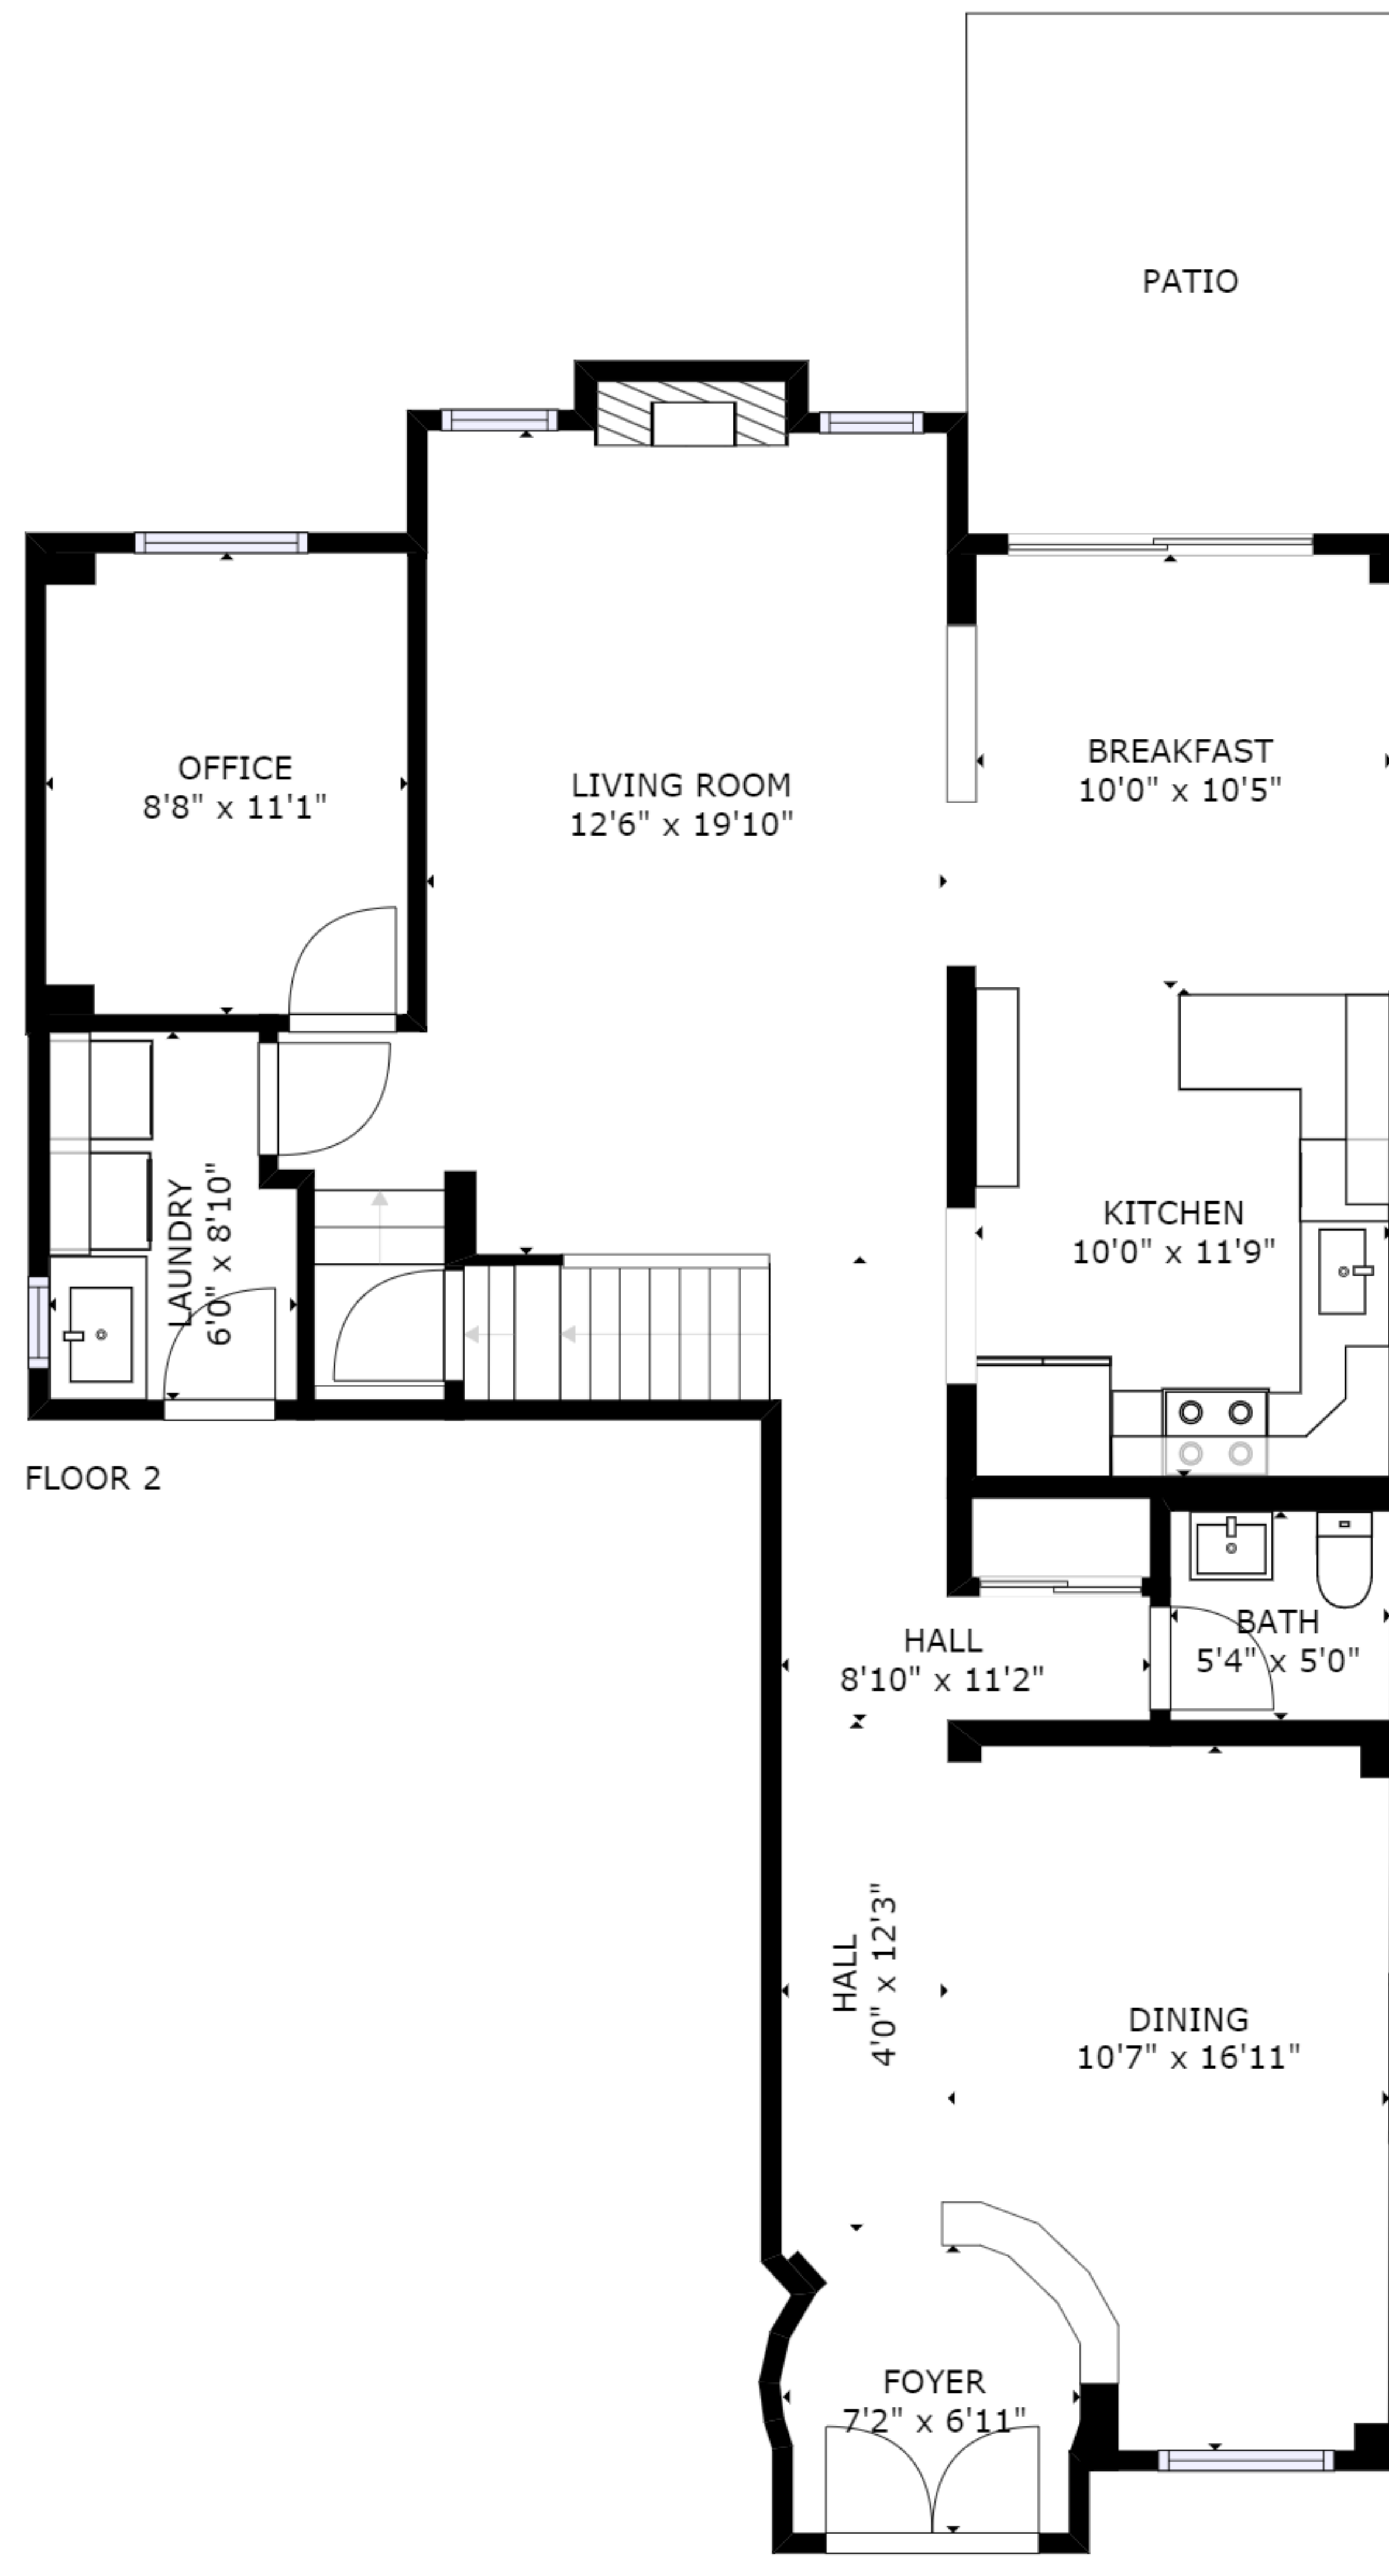 PATIO
OFFICE
8'8" x 11'1"
LIVING ROOM
12'6" x 19'10"
BREAKFAST
10'0" x 10'5"
LAUNDRY
6'0" x 8'10"
KITCHEN
10'0" x 11'9"
FLOOR 2
HALL
8'10" x 11'2"
BATH
5'4" x 5'0"
HALL
4'0" x 12'3"
DINING
10'7" x 16'11"
FOYER
7'2" x 6'11"